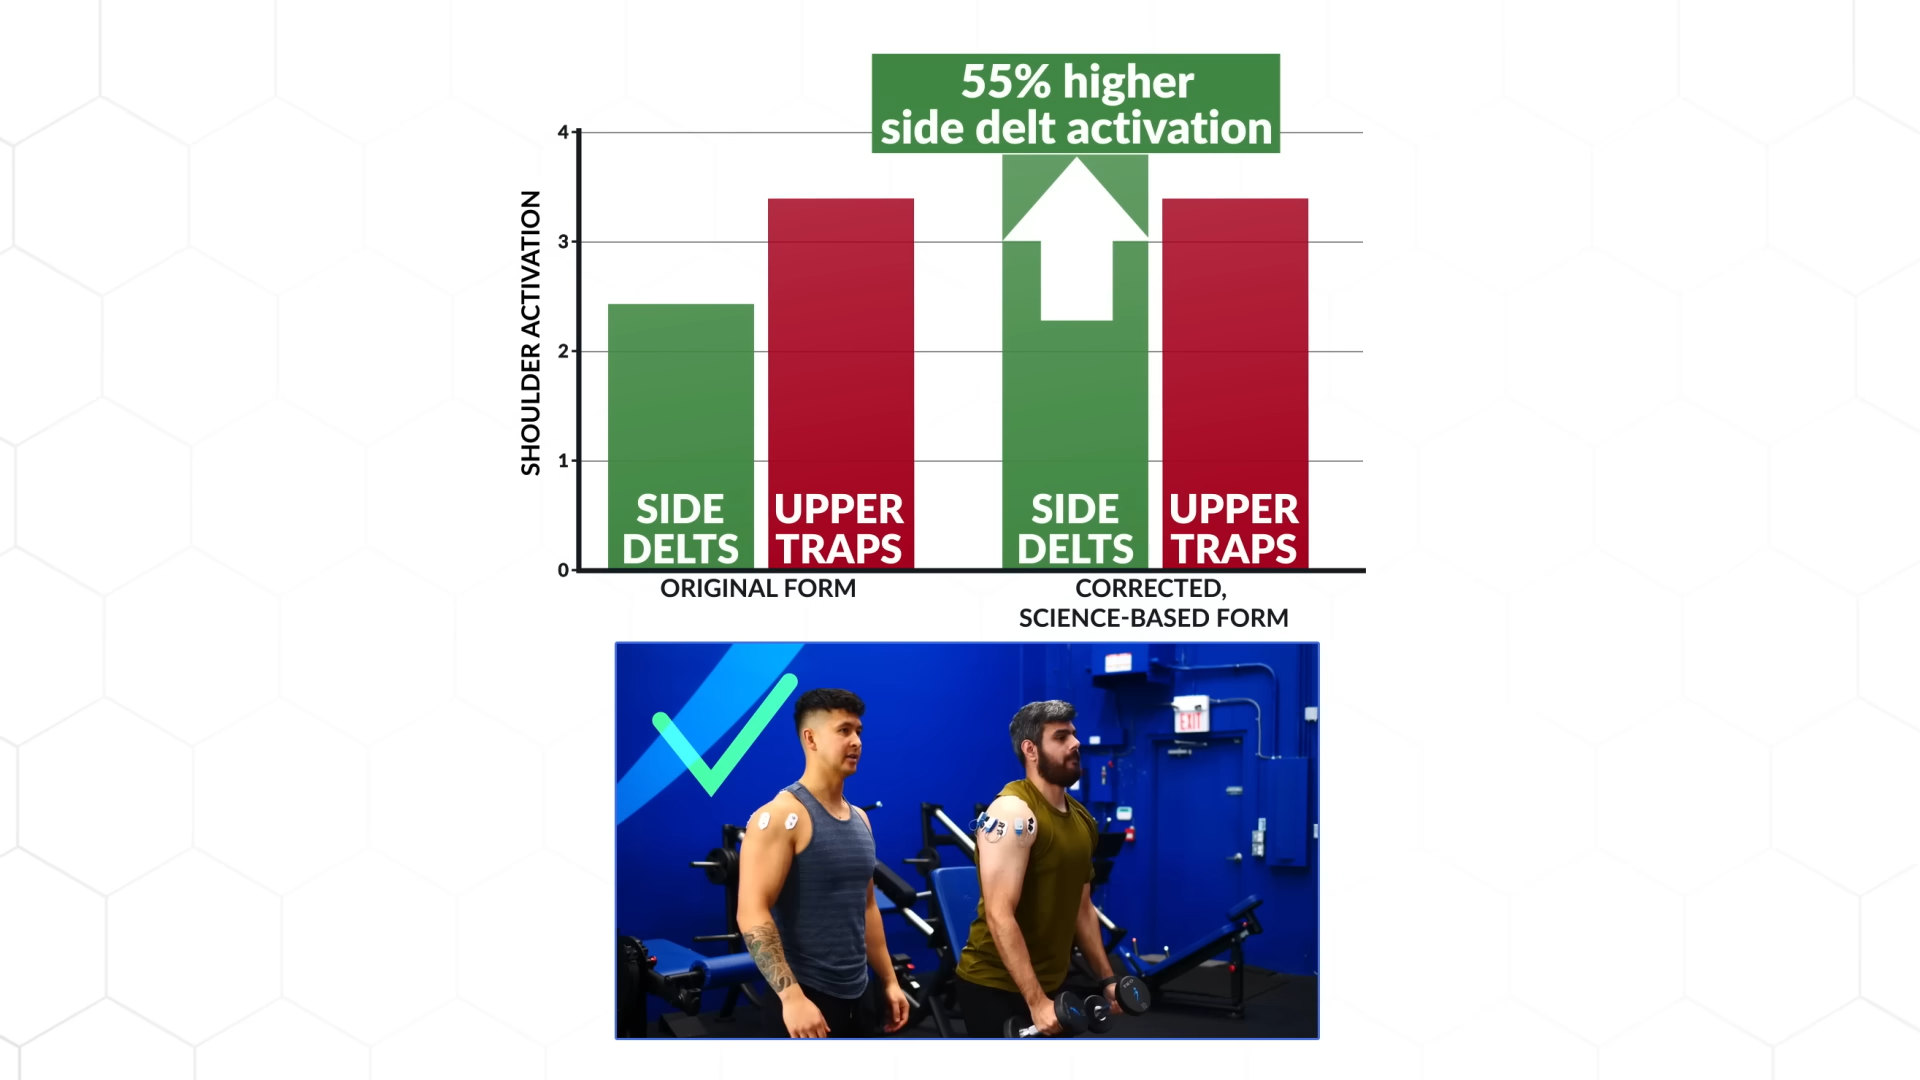 55% higher
side delt activation
SHOULDER ACTIVATION
4
3
2
1
0
SIDE
DELTS
UPPER
TRAPS
SIDE
DELTS
UPPER
TRAPS
ORIGINAL FORM
CORRECTED,
SCIENCE-BASED FORM
EXIT